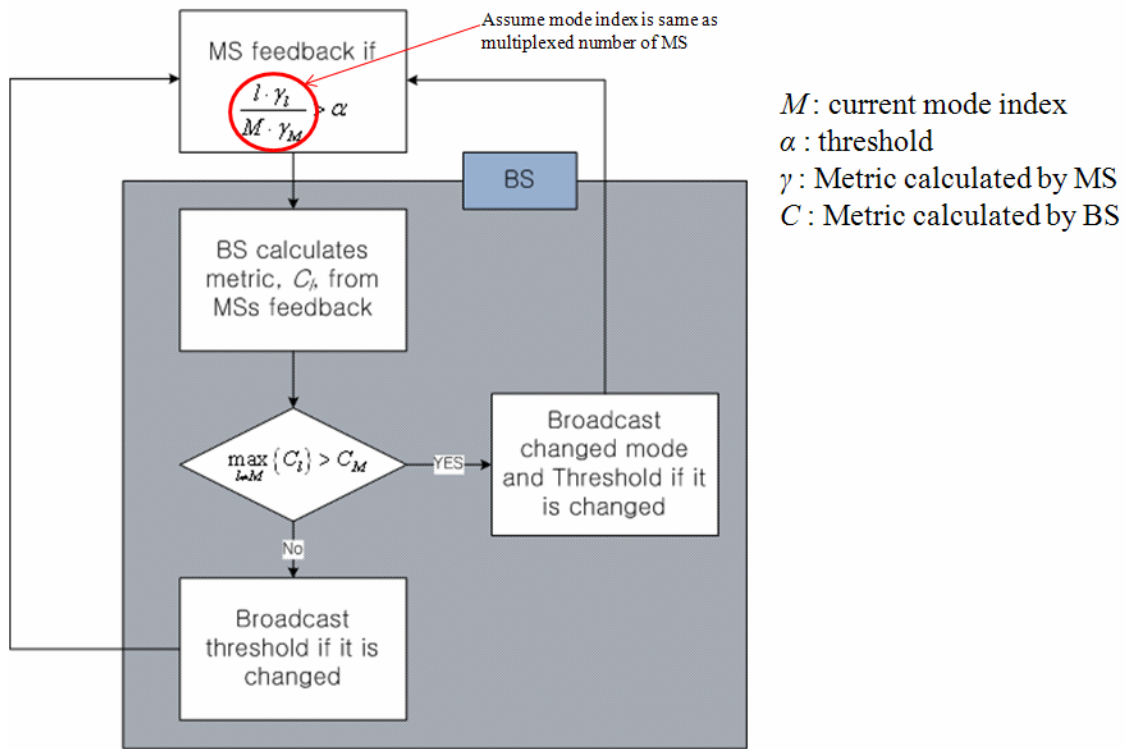 Assume mode index is same as
multiplexed number of MS
MS feedback if
l · γ_l / M · γ_M > α
M : current mode index
α : threshold
γ : Metric calculated by MS
C : Metric calculated by BS
BS
BS calculates
metric, C_l, from
MSs feedback
max_{l≠M} (C_l) > C_M
YES
Broadcast
changed mode
and Threshold if it
is changed
No
Broadcast
threshold if it is
changed